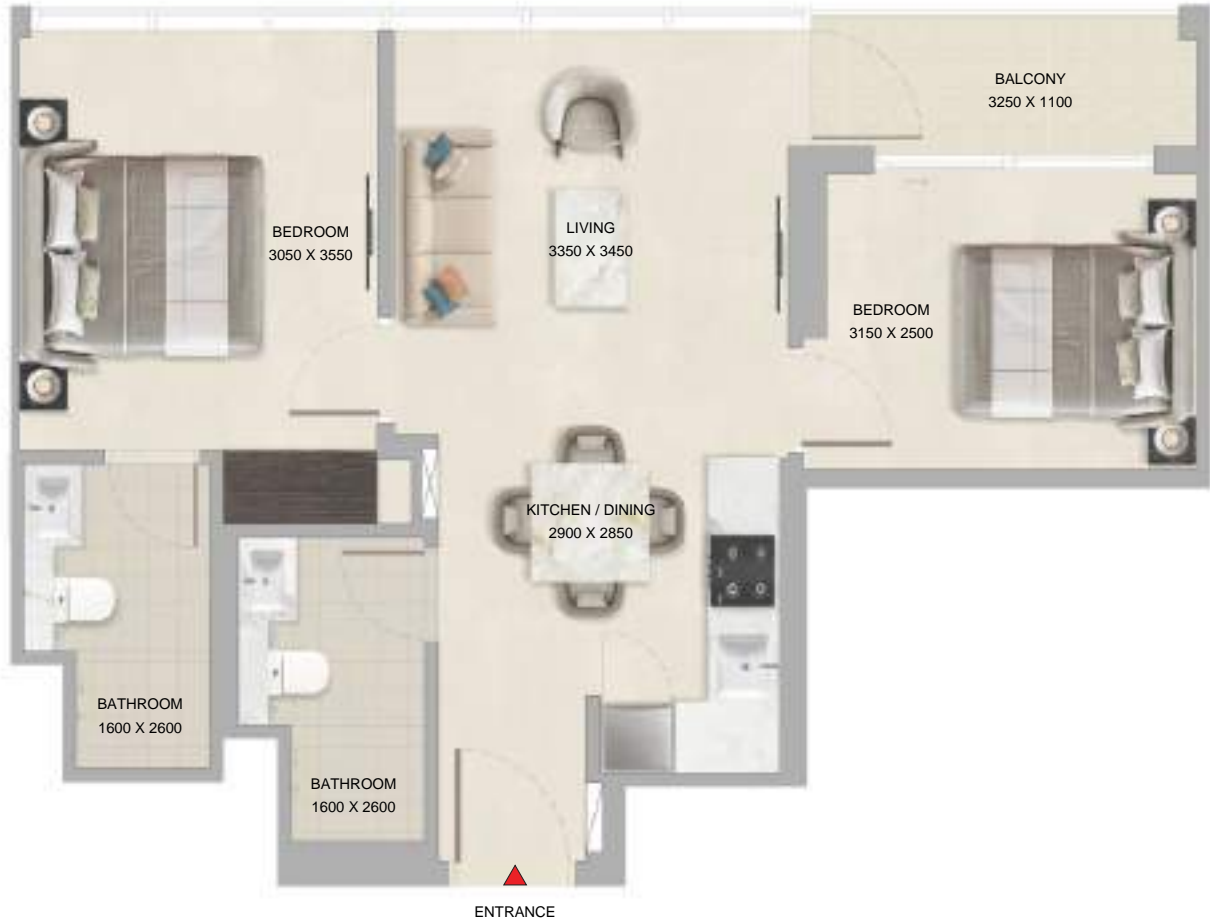 BALCONY
3250 X 1100
BEDROOM
3050 X 3550
LIVING
3350 X 3450
BEDROOM
3150 X 2500
KITCHEN / DINING
2900 X 2850
BATHROOM
1600 X 2600
BATHROOM
1600 X 2600
ENTRANCE